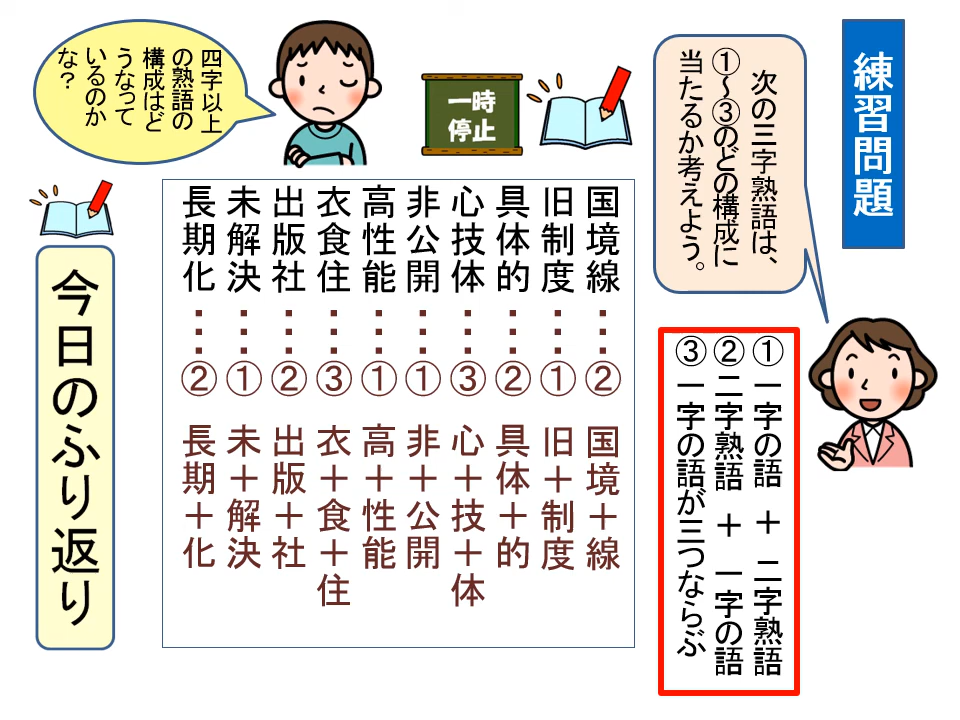 練習問題
次の三字熟語は、
①～③のどの構成に
当たるか考えよう。
①一字の語 ＋ 二字熟語
②二字熟語 ＋ 一字の語
③一字の語が三つならぶ
一時
停止
国境線…②国境＋線
旧制度…①旧＋制度
具体的…②具体＋的
心技体…③心＋技＋体
非公開…①非＋公開
高性能…①高＋性能
衣食住…③衣＋食＋住
出版社…②出版＋社
未解決…①未＋解決
長期化…②長期＋化
四字以上
の熟語の
構成はど
うなって
いるのか
な？
今日のふり返り